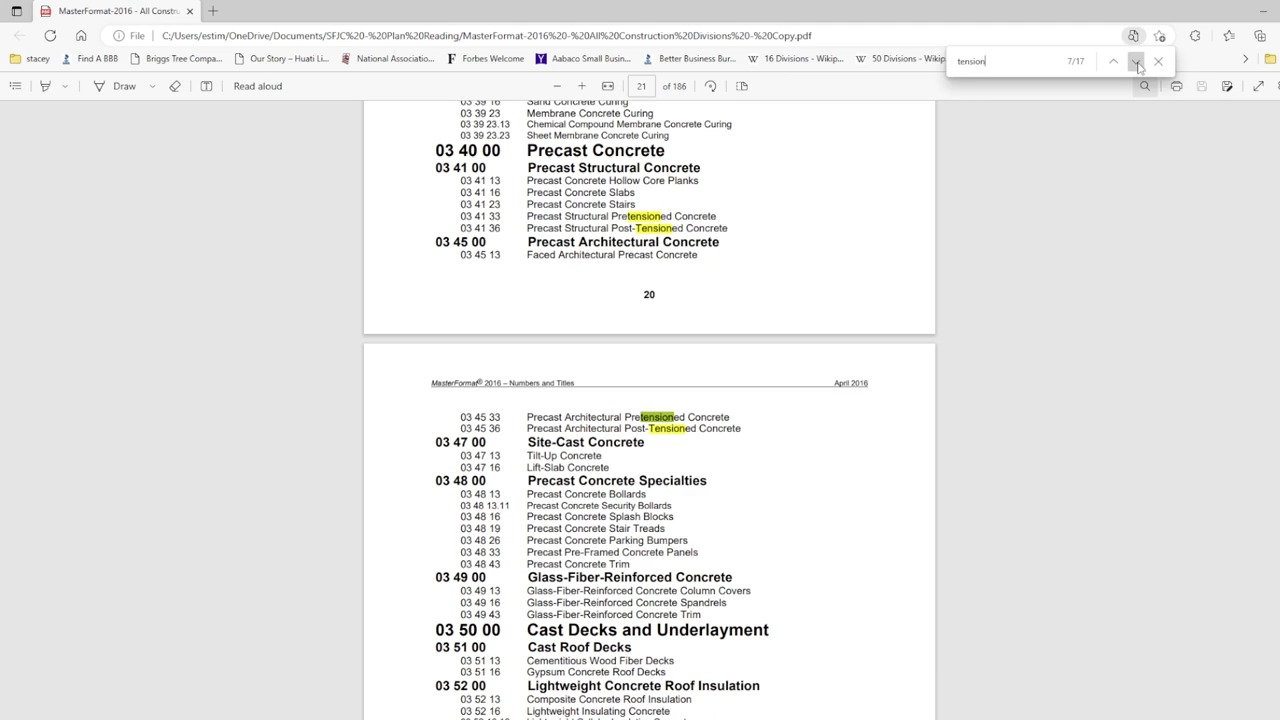 MasterFormat-2016 - All Constru
File
C:/Users/estim/OneDrive/Documents/SFJC%20-%20Plan%20Reading/MasterFormat-2016%20-%20All%20Construction%20Divisions%20-%20Copy.pdf
stacey
Find A BBB
Briggs Tree Compa...
Our Story – Huati Li...
National Association...
Forbes Welcome
Aabaco Small Busin...
Better Business Bur...
16 Divisions - Wikip...
50 Divisions - Wikip
tension
7/17
Draw
Read aloud
21 of 186
03 39 16 Sand Concrete Curing
03 39 23 Membrane Concrete Curing
03 39 23.13 Chemical Compound Membrane Concrete Curing
03 39 23.23 Sheet Membrane Concrete Curing
03 40 00 Precast Concrete
03 41 00 Precast Structural Concrete
03 41 13 Precast Concrete Hollow Core Planks
03 41 16 Precast Concrete Slabs
03 41 23 Precast Concrete Stairs
03 41 33 Precast Structural Pretensioned Concrete
03 41 36 Precast Structural Post-Tensioned Concrete
03 45 00 Precast Architectural Concrete
03 45 13 Faced Architectural Precast Concrete
20
MasterFormat® 2016 – Numbers and Titles April 2016
03 45 33 Precast Architectural Pretensioned Concrete
03 45 36 Precast Architectural Post-Tensioned Concrete
03 47 00 Site-Cast Concrete
03 47 13 Tilt-Up Concrete
03 47 16 Lift-Slab Concrete
03 48 00 Precast Concrete Specialties
03 48 13 Precast Concrete Bollards
03 48 13.11 Precast Concrete Security Bollards
03 48 16 Precast Concrete Splash Blocks
03 48 19 Precast Concrete Stair Treads
03 48 26 Precast Concrete Parking Bumpers
03 48 33 Precast Pre-Framed Concrete Panels
03 48 43 Precast Concrete Trim
03 49 00 Glass-Fiber-Reinforced Concrete
03 49 13 Glass-Fiber-Reinforced Concrete Column Covers
03 49 16 Glass-Fiber-Reinforced Concrete Spandrels
03 49 43 Glass-Fiber-Reinforced Concrete Trim
03 50 00 Cast Decks and Underlayment
03 51 00 Cast Roof Decks
03 51 13 Cementitious Wood Fiber Decks
03 51 16 Gypsum Concrete Roof Decks
03 52 00 Lightweight Concrete Roof Insulation
03 52 13 Composite Concrete Roof Insulation
03 52 16 Lightweight Insulating Concrete